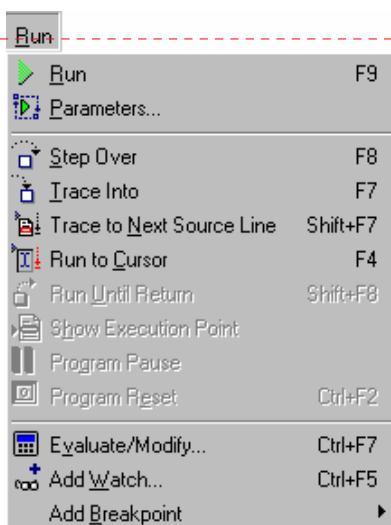 Run
Run F9
Parameters...
Step Over F8
Trace Into F7
Trace to Next Source Line Shift+F7
Run to Cursor F4
Run Until Return Shift+F8
Show Execution Point
Program Pause
Program Reset Ctrl+F2
Evaluate/Modify... Ctrl+F7
Add Watch... Ctrl+F5
Add Breakpoint